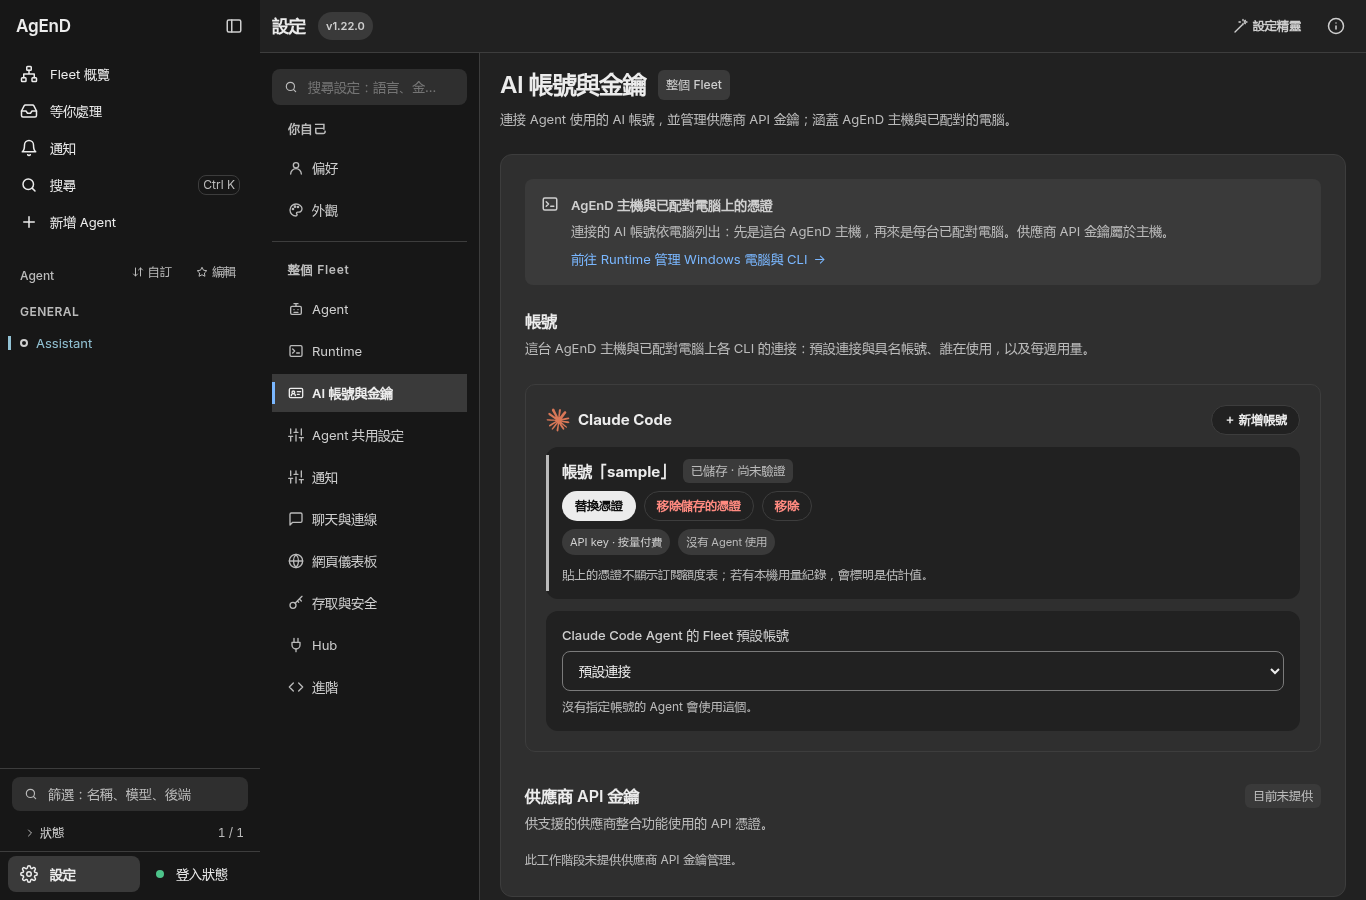 AgEnD
Fleet 概覽
等你處理
通知
搜尋
Ctrl K
新增 Agent
Agent
自訂
編輯
GENERAL
Assistant
篩選：名稱、模型、後端
狀態
1 / 1
設定
登入狀態
設定
v1.22.0
設定精靈
搜尋設定：語言、金...
你自己
偏好
外觀
整個 Fleet
Agent
Runtime
AI 帳號與金鑰
Agent 共用設定
通知
聊天與連線
網頁儀表板
存取與安全
Hub
進階
AI 帳號與金鑰
整個 Fleet
連接 Agent 使用的 AI 帳號，並管理供應商 API 金鑰；涵蓋 AgEnD 主機與已配對的電腦。
AgEnD 主機與已配對電腦上的憑證
連接的 AI 帳號依電腦列出：先是這台 AgEnD 主機，再來是每台已配對電腦。供應商 API 金鑰屬於主機。
前往 Runtime 管理 Windows 電腦與 CLI →
帳號
這台 AgEnD 主機與已配對電腦上各 CLI 的連接：預設連接與具名帳號、誰在使用，以及每週用量。
Claude Code
+ 新增帳號
帳號「sample」
已儲存 · 尚未驗證
替換憑證
移除儲存的憑證
移除
API key · 按量付費
沒有 Agent 使用
貼上的憑證不顯示訂閱額度表；若有本機用量紀錄，會標明是估計值。
Claude Code Agent 的 Fleet 預設帳號
預設連接
沒有指定帳號的 Agent 會使用這個。
供應商 API 金鑰
目前未提供
供支援的供應商整合功能使用的 API 憑證。
此工作階段未提供供應商 API 金鑰管理。